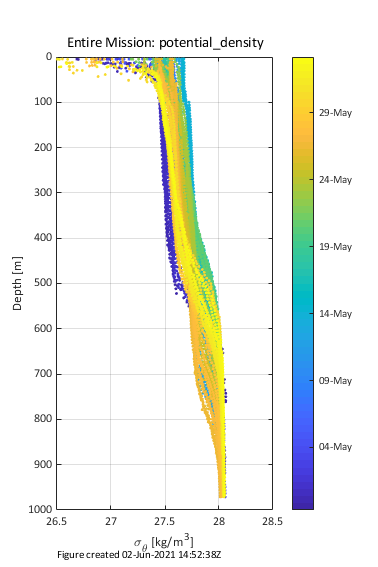 Entire Mission: potential_density
0
100
200
300
400
500
600
700
800
900
1000
Depth [m]
26.5 27 27.5 28 28.5
σθ [kg/m³]
29-May
24-May
19-May
14-May
09-May
04-May
Figure created 02-Jun-2021 14:52:38Z